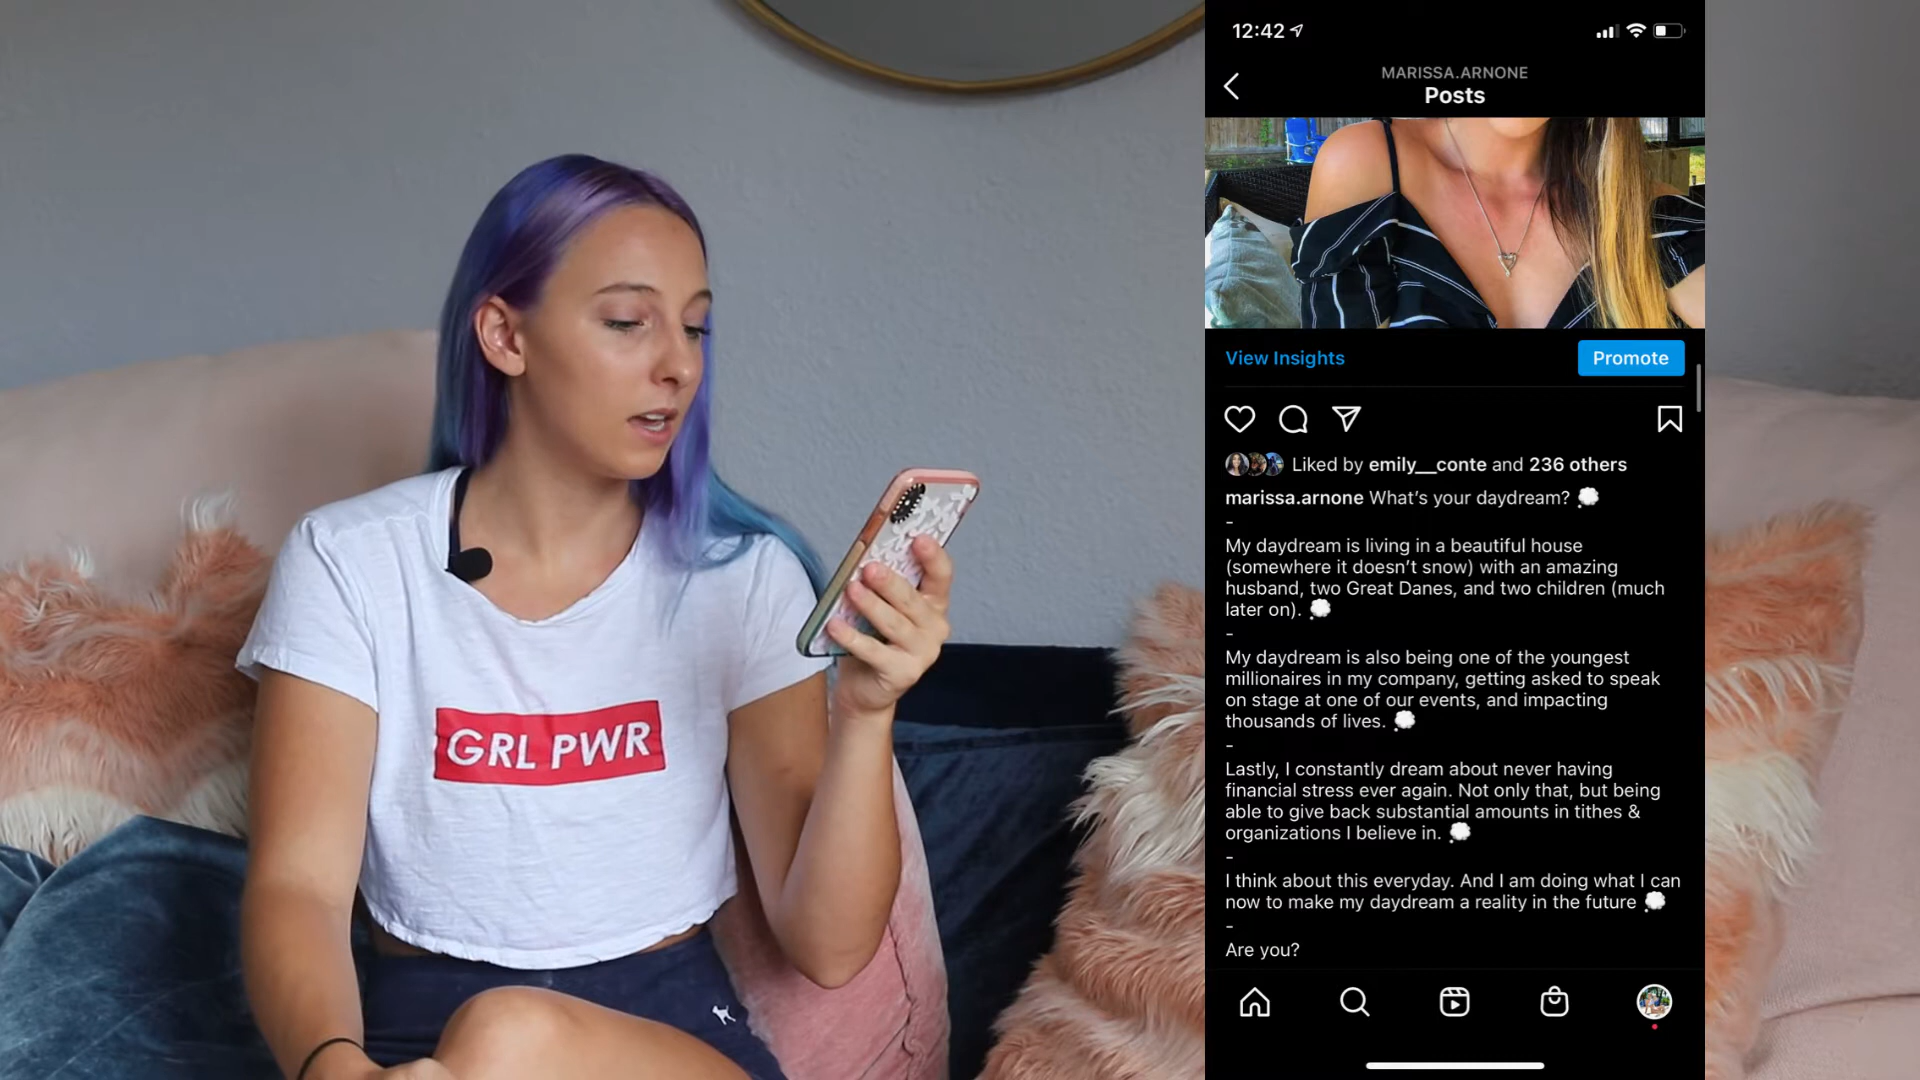 GRL PWR
12:42
MARISSA.ARNONE
Posts
View Insights
Promote
Liked by emily__conte and 236 others
marissa.arnone What's your daydream? 💭
-
My daydream is living in a beautiful house
(somewhere it doesn't snow) with an amazing
husband, two Great Danes, and two children (much
later on). 💭
-
My daydream is also being one of the youngest
millionaires in my company, getting asked to speak
on stage at one of our events, and impacting
thousands of lives. 💭
-
Lastly, I constantly dream about never having
financial stress ever again. Not only that, but being
able to give back substantial amounts in tithes &
organizations I believe in. 💭
-
I think about this everyday. And I am doing what I can
now to make my daydream a reality in the future 💭
-
Are you?